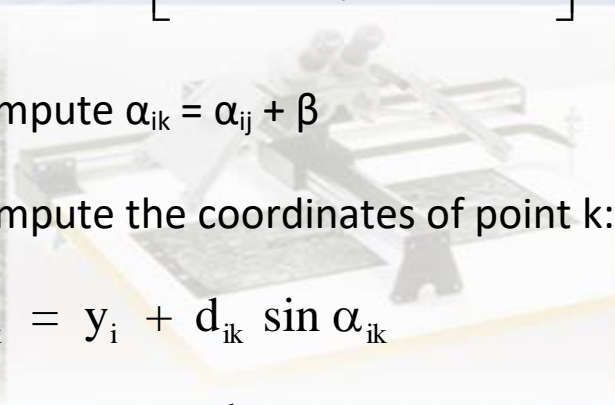 mpute αᵢₖ = αᵢⱼ + β
mpute the coordinates of point k:
= yᵢ + dᵢₖ sin αᵢₖ